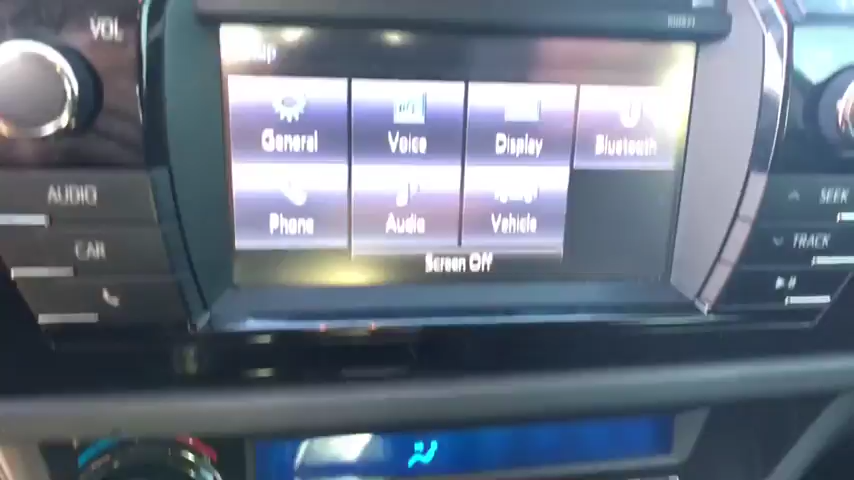 VOL
General
Voice
Display
Bluetooth
Phone
Audio
Vehicle
Screen Off
AUDIO
CAR
SEEK
TRACK